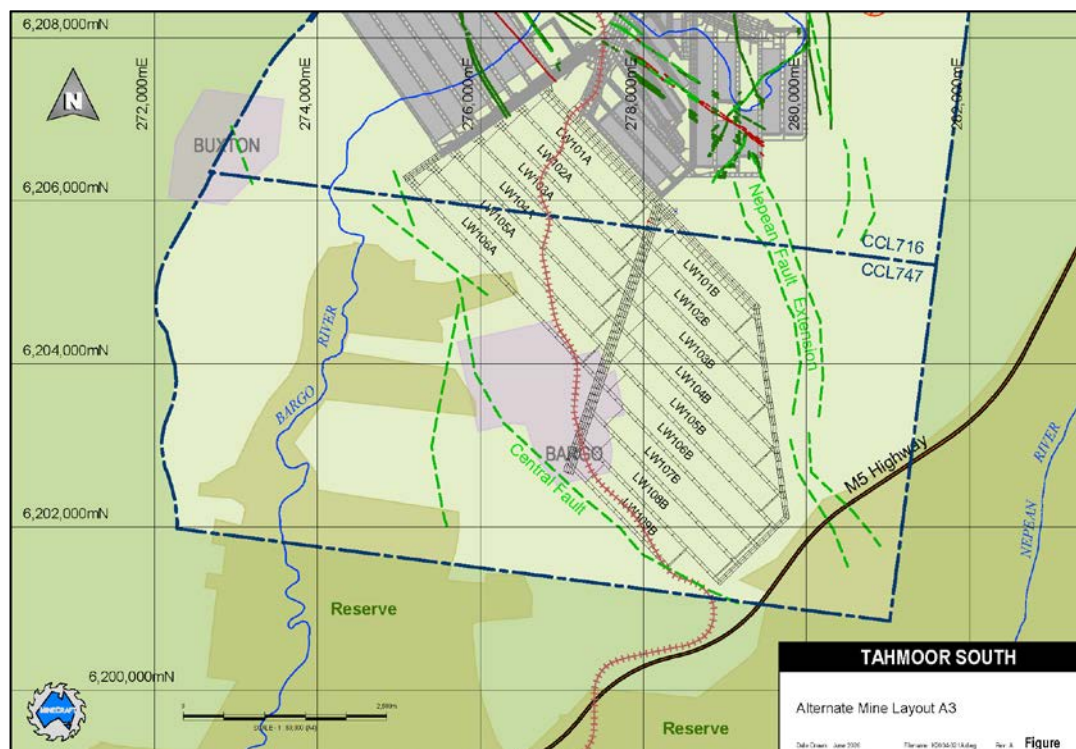 6,208,000mN
272,000mE
274,000mE
276,000mE
278,000mE
280,000mE
282,000mE
N
BUXTON
6,206,000mN
LW101A
LW102A
LW103A
LW104A
LW105A
LW106A
Nepean Fault Extension
CCL716
CCL747
LW101B
LW102B
LW103B
LW104B
LW105B
LW106B
LW107B
LW108B
LW109B
6,204,000mN
BARGO RIVER
BARGO
Central Fault
M5 Highway
NEPEAN RIVER
6,202,000mN
Reserve
6,200,000mN
MINECRAFT
Reserve
TAHMOOR SOUTH
Alternate Mine Layout A3
Figure